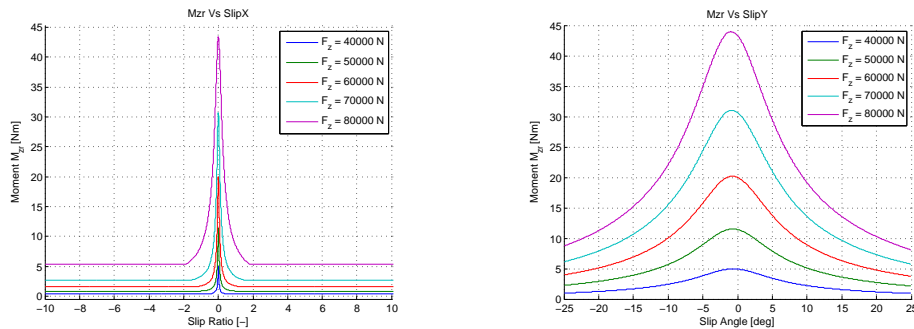 Mzr Vs SlipX
45
40
35
30
25
20
15
10
5
0
Moment M_zr [Nm]
−10 −8 −6 −4 −2 0 2 4 6 8 10
Slip Ratio [−]
F_z = 40000 N
F_z = 50000 N
F_z = 60000 N
F_z = 70000 N
F_z = 80000 N
Mzr Vs SlipY
45
40
35
30
25
20
15
10
5
0
Moment M_zr [Nm]
−25 −20 −15 −10 −5 0 5 10 15 20 25
Slip Angle [deg]
F_z = 40000 N
F_z = 50000 N
F_z = 60000 N
F_z = 70000 N
F_z = 80000 N